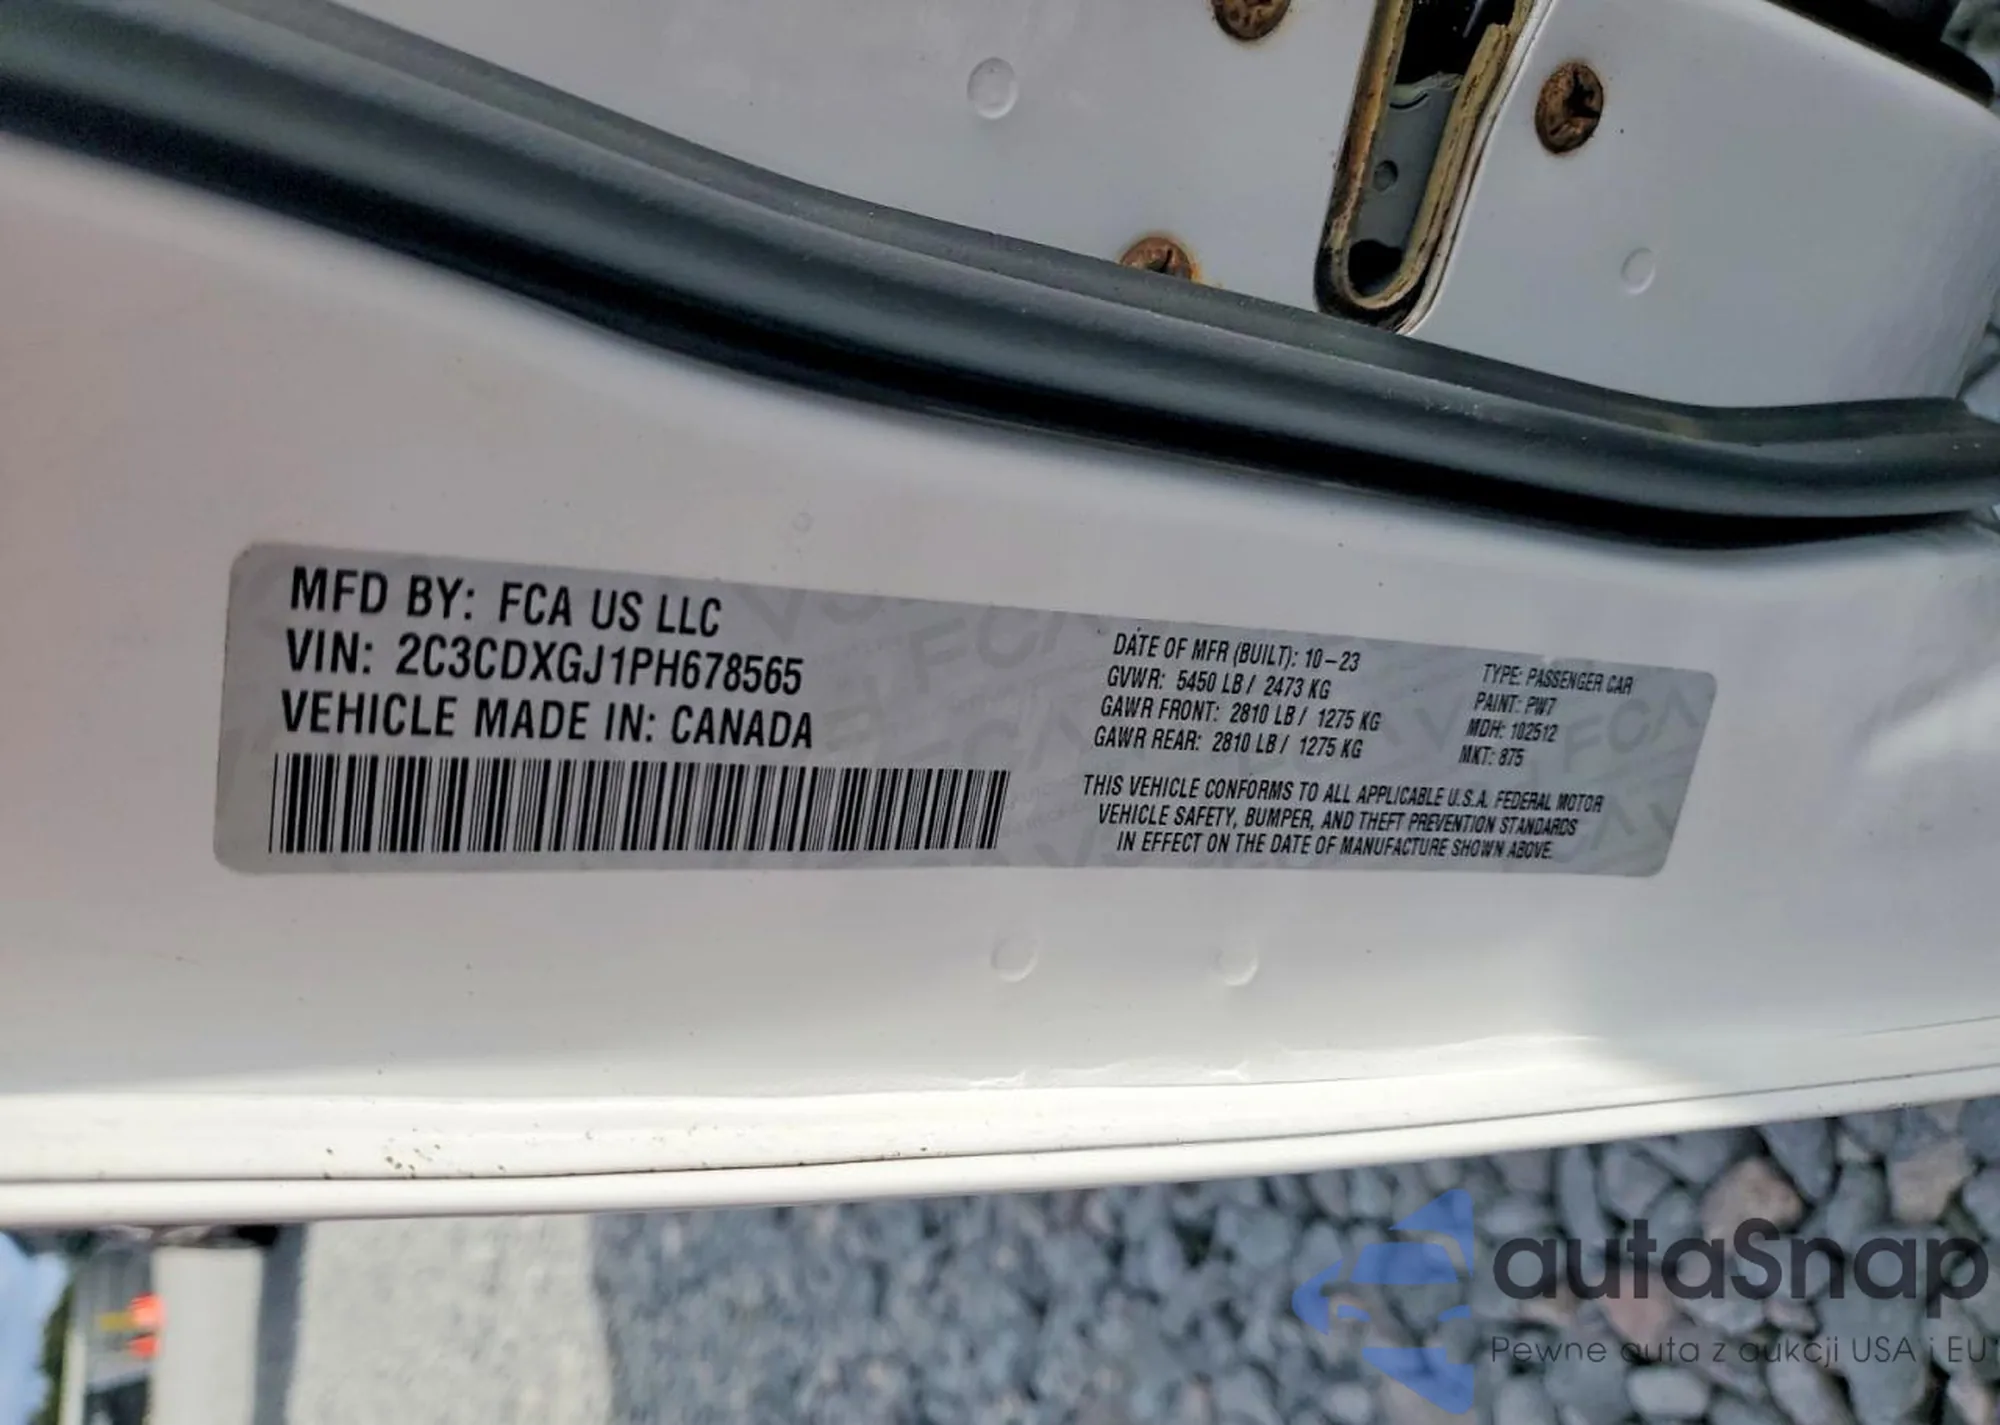 MFD BY: FCA US LLC
VIN: 2C3CDXGJ1PH678565
VEHICLE MADE IN: CANADA
DATE OF MFR (BUILT): 10-23
GVWR: 5450 LB / 2473 KG
GAWR FRONT: 2810 LB / 1275 KG
GAWR REAR: 2810 LB / 1275 KG
TYPE: PASSENGER CAR
PAINT: PW7
MDH: 102512
MKT: 875
THIS VEHICLE CONFORMS TO ALL APPLICABLE U.S.A. FEDERAL MOTOR
VEHICLE SAFETY, BUMPER, AND THEFT PREVENTION STANDARDS
IN EFFECT ON THE DATE OF MANUFACTURE SHOWN ABOVE.
autaSnap
Pewne auta z aukcji USA i EU